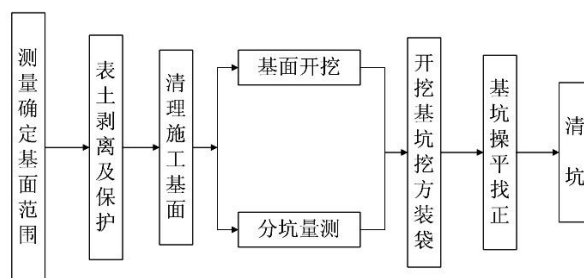 测量确定基面范围
表土剥离及保护
清理施工基面
基面开挖
分坑量测
开挖基坑挖方装袋
基坑操平找正
清坑